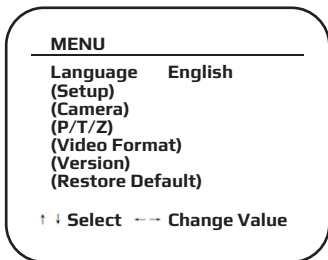 MENU
Language English
(Setup)
(Camera)
(P/T/Z)
(Video Format)
(Version)
(Restore Default)
↑ ↓ Select ← → Change Value